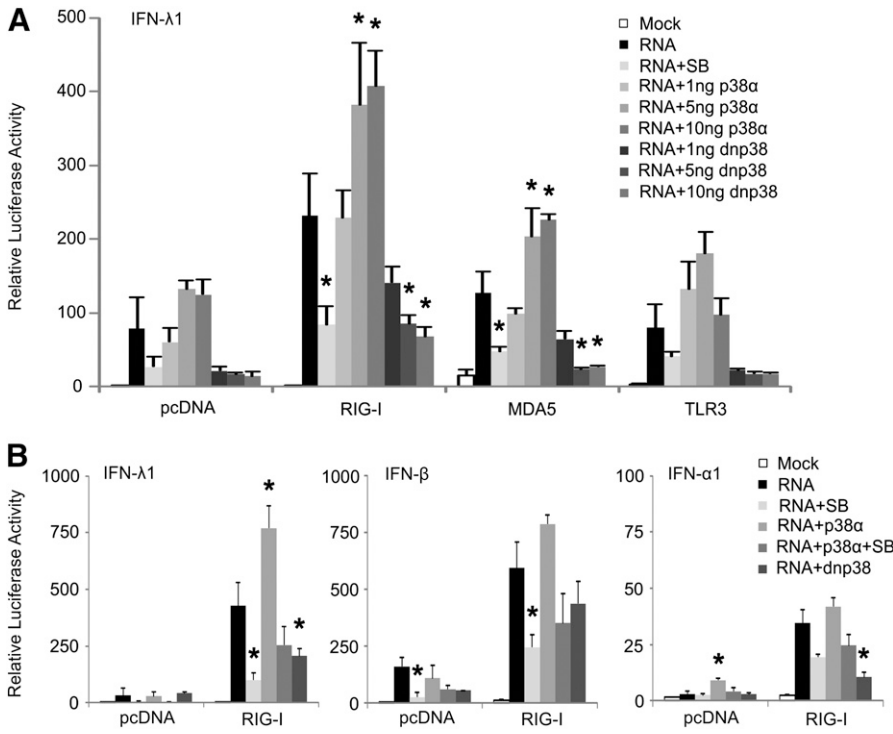 A
IFN-λ1
Relative Luciferase Activity
500
400
300
200
100
0
* * * * * * * * * *
pcDNA
RIG-I
MDA5
TLR3
Mock
RNA
RNA+SB
RNA+1ng p38α
RNA+5ng p38α
RNA+10ng p38α
RNA+1ng dnp38
RNA+5ng dnp38
RNA+10ng dnp38
B
IFN-λ1
Relative Luciferase Activity
1000
750
500
250
0
* * *
pcDNA
RIG-I
IFN-β
1000
750
500
250
0
* *
pcDNA
RIG-I
IFN-α1
100
75
50
25
0
* *
pcDNA
RIG-I
Mock
RNA
RNA+SB
RNA+p38α
RNA+p38α+SB
RNA+dnp38